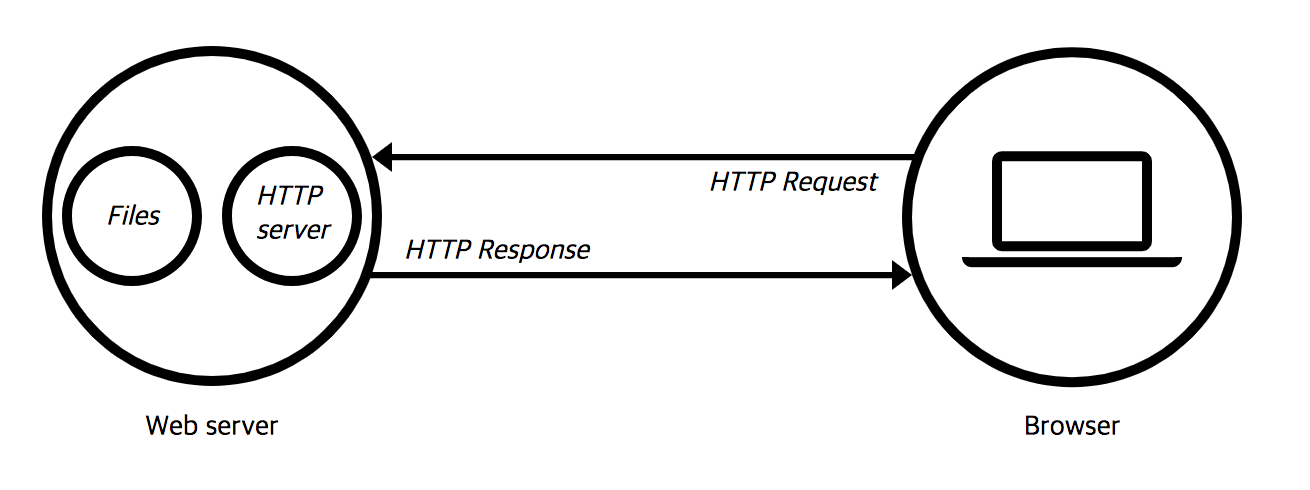 HTTP Request
Files
HTTP
server
HTTP Response
Web server
Browser